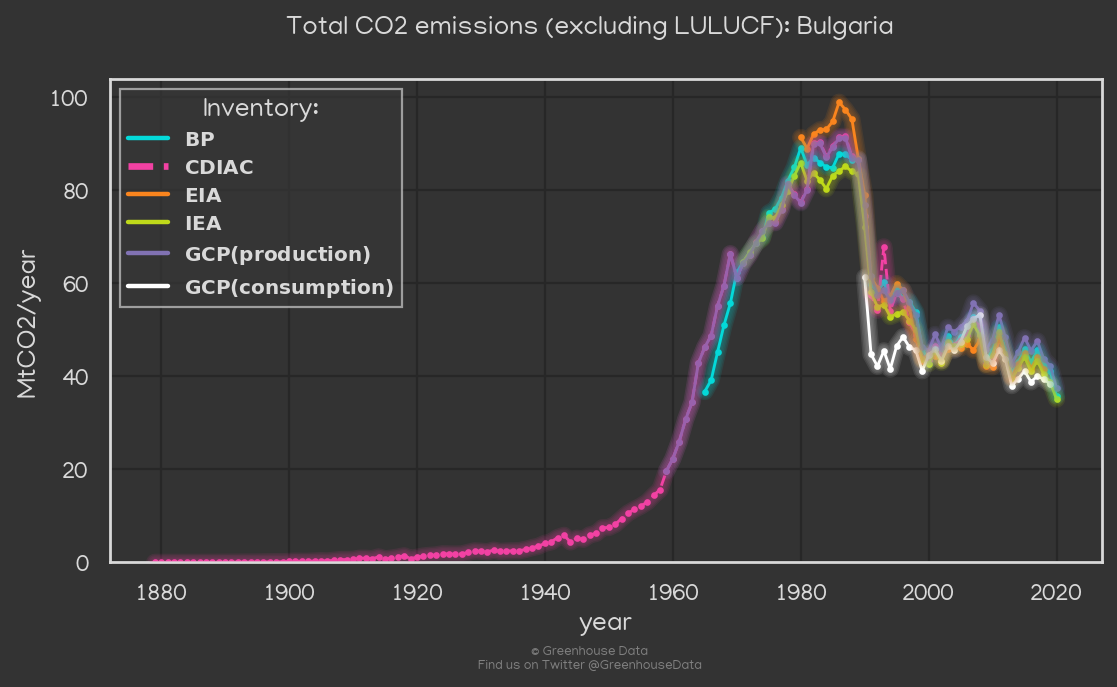 Total CO2 emissions (excluding LULUCF): Bulgaria
Inventory:
BP
CDIAC
EIA
IEA
GCP(production)
GCP(consumption)
MtCO2/year
100
80
60
40
20
0
1880 1900 1920 1940 1960 1980 2000 2020
year
© Greenhouse Data
Find us on Twitter @GreenhouseData